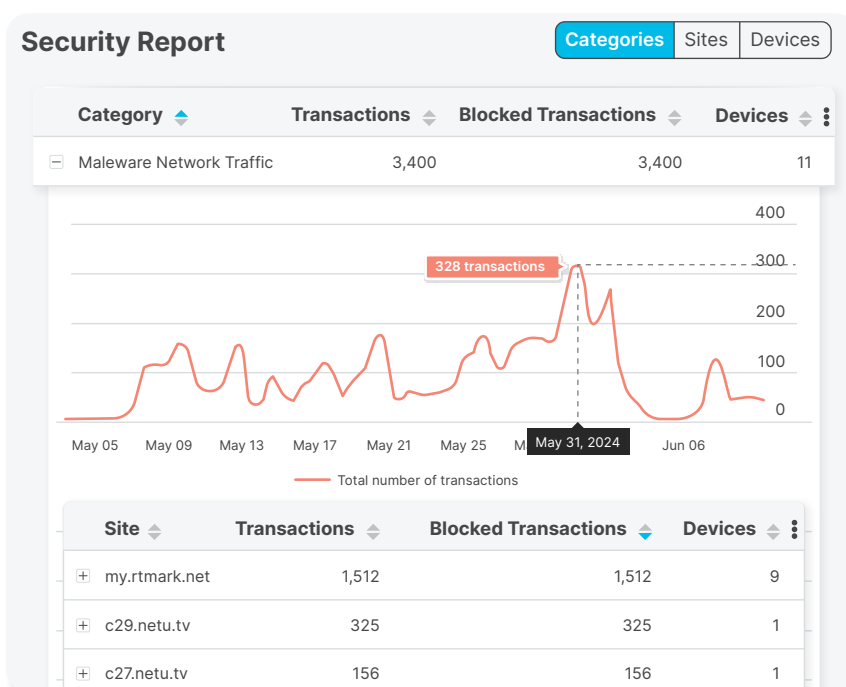 Security Report
Categories Sites Devices
Category Transactions Blocked Transactions Devices
Maleware Network Traffic 3,400 3,400 11
400
328 transactions
300
200
100
0
May 05 May 09 May 13 May 17 May 21 May 25 May 31, 2024 Jun 06
Total number of transactions
Site Transactions Blocked Transactions Devices
my.rtmark.net 1,512 1,512 9
c29.netu.tv 325 325 1
c27.netu.tv 156 156 1